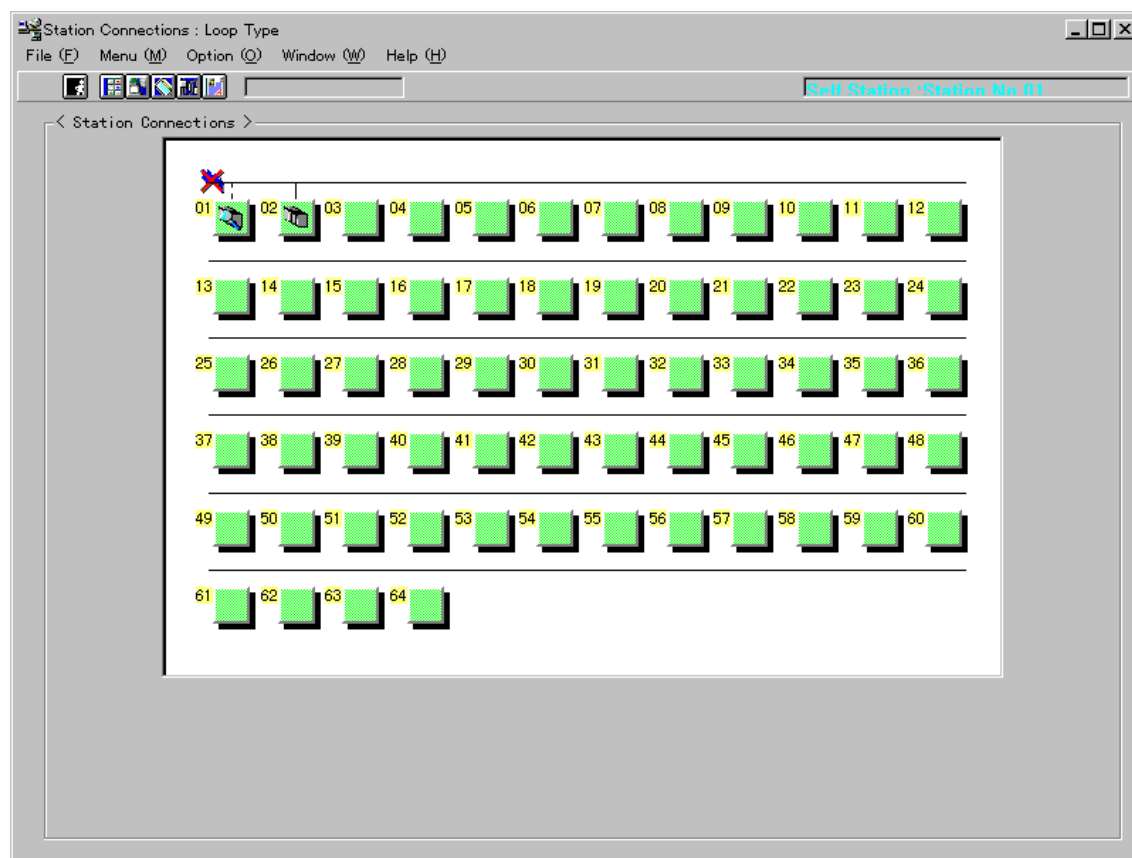 Station Connections : Loop Type
File (F) Menu (M) Option (O) Window (W) Help (H)
Self Station :Station No.01
< Station Connections >
01 02 03 04 05 06 07 08 09 10 11 12
13 14 15 16 17 18 19 20 21 22 23 24
25 26 27 28 29 30 31 32 33 34 35 36
37 38 39 40 41 42 43 44 45 46 47 48
49 50 51 52 53 54 55 56 57 58 59 60
61 62 63 64